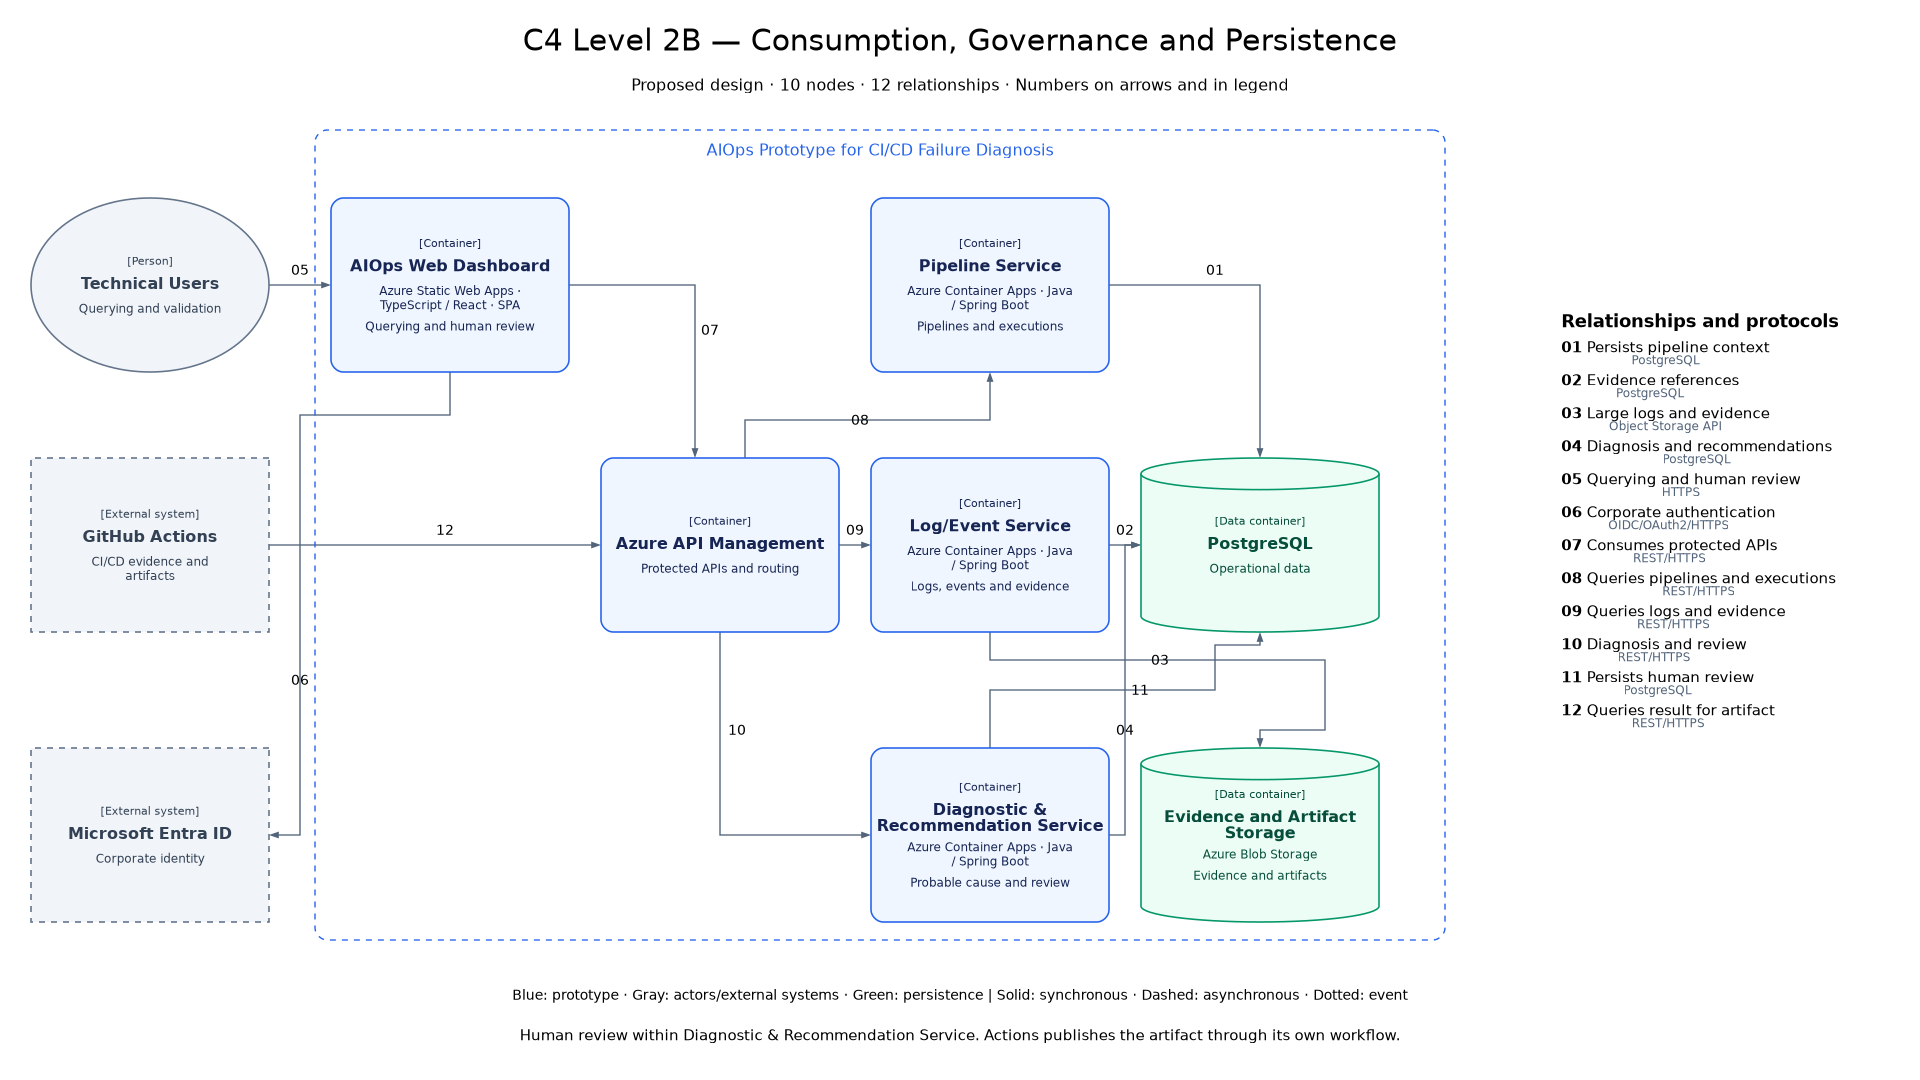 C4 Level 2B — Consumption, Governance and Persistence
Proposed design · 10 nodes · 12 relationships · Numbers on arrows and in legend
AIOps Prototype for CI/CD Failure Diagnosis
[Person]
Technical Users
Querying and validation
05
[Container]
AIOps Web Dashboard
Azure Static Web Apps ·
TypeScript / React · SPA
Querying and human review
07
[Container]
Pipeline Service
Azure Container Apps · Java
/ Spring Boot
Pipelines and executions
01
08
[External system]
GitHub Actions
CI/CD evidence and
artifacts
12
[Container]
Azure API Management
Protected APIs and routing
09
[Container]
Log/Event Service
Azure Container Apps · Java
/ Spring Boot
Logs, events and evidence
02
[Data container]
PostgreSQL
Operational data
03
06
11
10
04
[External system]
Microsoft Entra ID
Corporate identity
[Container]
Diagnostic &
Recommendation Service
Azure Container Apps · Java
/ Spring Boot
Probable cause and review
[Data container]
Evidence and Artifact
Storage
Azure Blob Storage
Evidence and artifacts
Relationships and protocols
01 Persists pipeline context
PostgreSQL
02 Evidence references
PostgreSQL
03 Large logs and evidence
Object Storage API
04 Diagnosis and recommendations
PostgreSQL
05 Querying and human review
HTTPS
06 Corporate authentication
OIDC/OAuth2/HTTPS
07 Consumes protected APIs
REST/HTTPS
08 Queries pipelines and executions
REST/HTTPS
09 Queries logs and evidence
REST/HTTPS
10 Diagnosis and review
REST/HTTPS
11 Persists human review
PostgreSQL
12 Queries result for artifact
REST/HTTPS
Blue: prototype · Gray: actors/external systems · Green: persistence | Solid: synchronous · Dashed: asynchronous · Dotted: event
Human review within Diagnostic & Recommendation Service. Actions publishes the artifact through its own workflow.